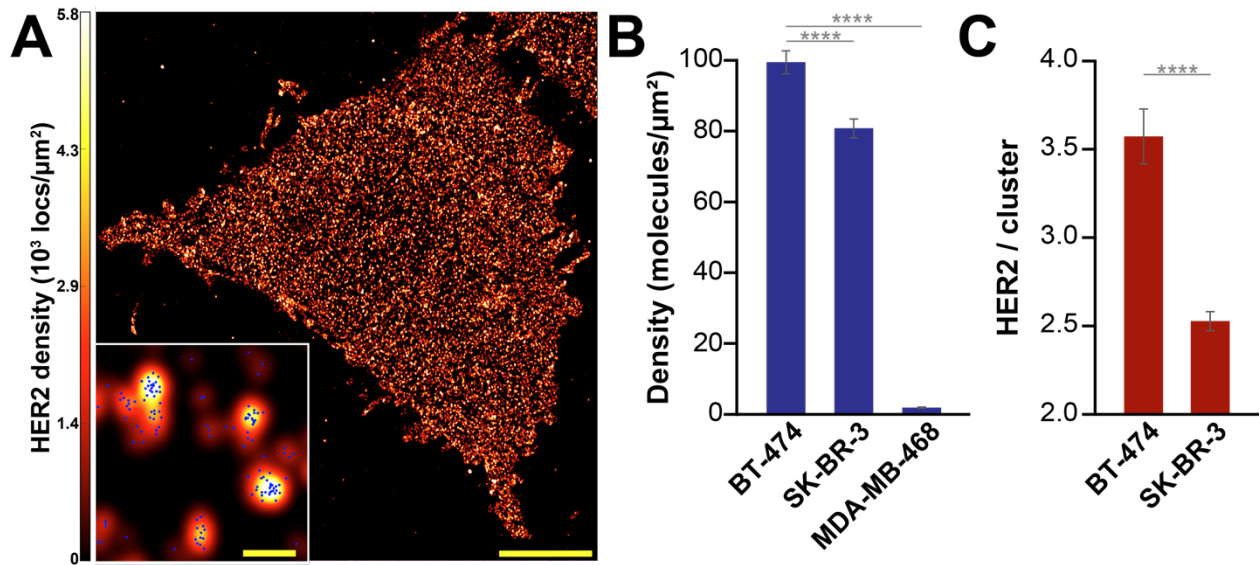 A
5.8
4.3
2.9
1.4
0
HER2 density (10³ locs/µm²)
B
****
****
Density (molecules/µm²)
100
80
60
40
20
0
BT-474
SK-BR-3
MDA-MB-468
C
****
HER2 / cluster
4.0
3.5
3.0
2.5
2.0
BT-474
SK-BR-3